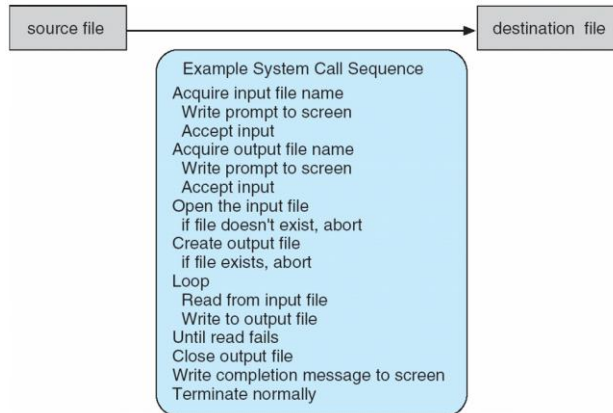 source file
destination file
Example System Call Sequence
Acquire input file name
Write prompt to screen
Accept input
Acquire output file name
Write prompt to screen
Accept input
Open the input file
if file doesn't exist, abort
Create output file
if file exists, abort
Loop
Read from input file
Write to output file
Until read fails
Close output file
Write completion message to screen
Terminate normally